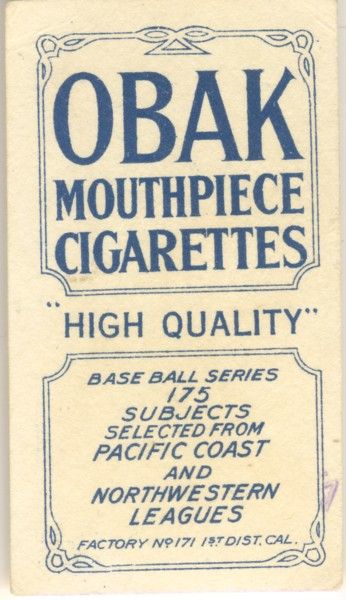 OBAK
MOUTHPIECE
CIGARETTES
"HIGH QUALITY"
BASE BALL SERIES
175
SUBJECTS
SELECTED FROM
PACIFIC COAST
AND
NORTHWESTERN
LEAGUES
FACTORY Nº 171 1ST DIST. CAL.